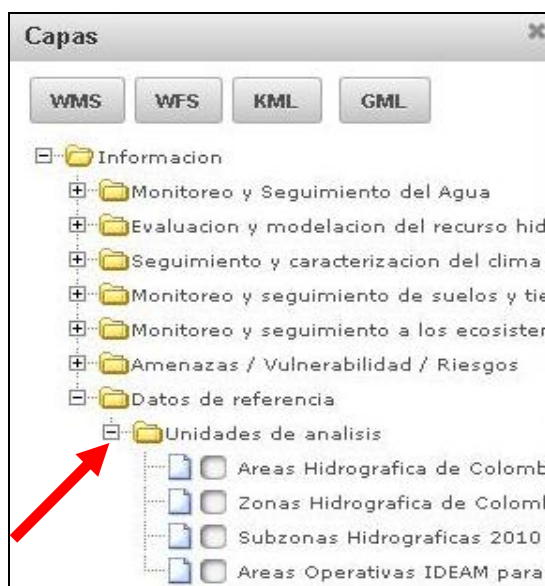 Capas
WMS WFS KML GML
Informacion
Monitoreo y Seguimiento del Agua
Evaluacion y modelacion del recurso hid
Seguimiento y caracterizacion del clima
Monitoreo y seguimiento de suelos y tie
Monitoreo y seguimiento a los ecosister
Amenazas / Vulnerabilidad / Riesgos
Datos de referencia
Unidades de analisis
Areas Hidrografica de Colomb
Zonas Hidrografica de Coloml
Subzonas Hidrograficas 2010
Areas Operativas IDEAM para